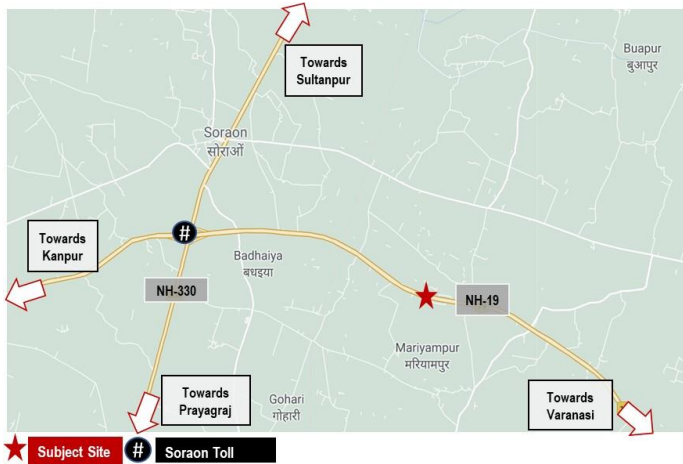 Towards
Sultanpur
Buapur
बुआपुर
Soraon
सोराओं
#
Towards
Kanpur
Badhaiya
बधइया
NH-330
NH-19
Mariyampur
मरियामपुर
Towards
Prayagraj
Gohari
गोहारी
Towards
Varanasi
Subject Site
# Soraon Toll